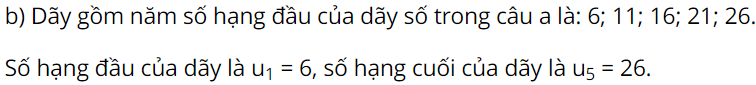 b) Dãy gồm năm số hạng đầu của dãy số trong câu a là: 6; 11; 16; 21; 26.
Số hạng đầu của dãy là u₁ = 6, số hạng cuối của dãy là u₅ = 26.